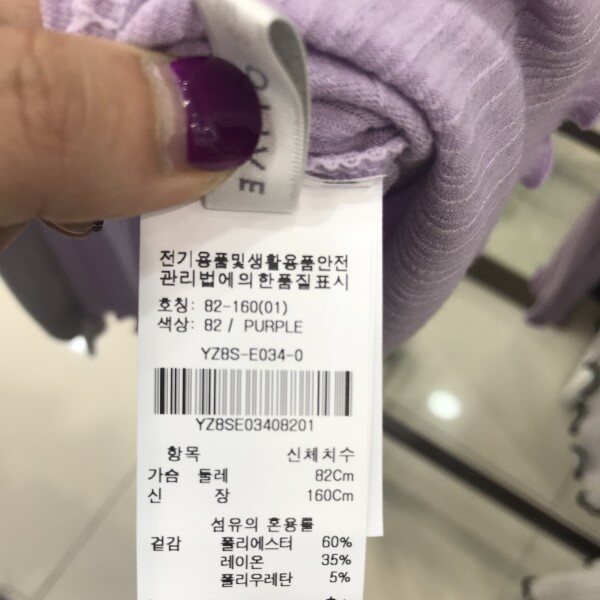 전기용품및생활용품안전
관리법에의한품질표시
호칭: 82-160(01)
색상: 82 / PURPLE
YZ8S-E034-0
YZ8SE03408201
항목 신체치수
가슴 둘레 82Cm
신 장 160Cm
섬유의 혼용률
겉감 폴리에스터 60%
레이온 35%
폴리우레탄 5%